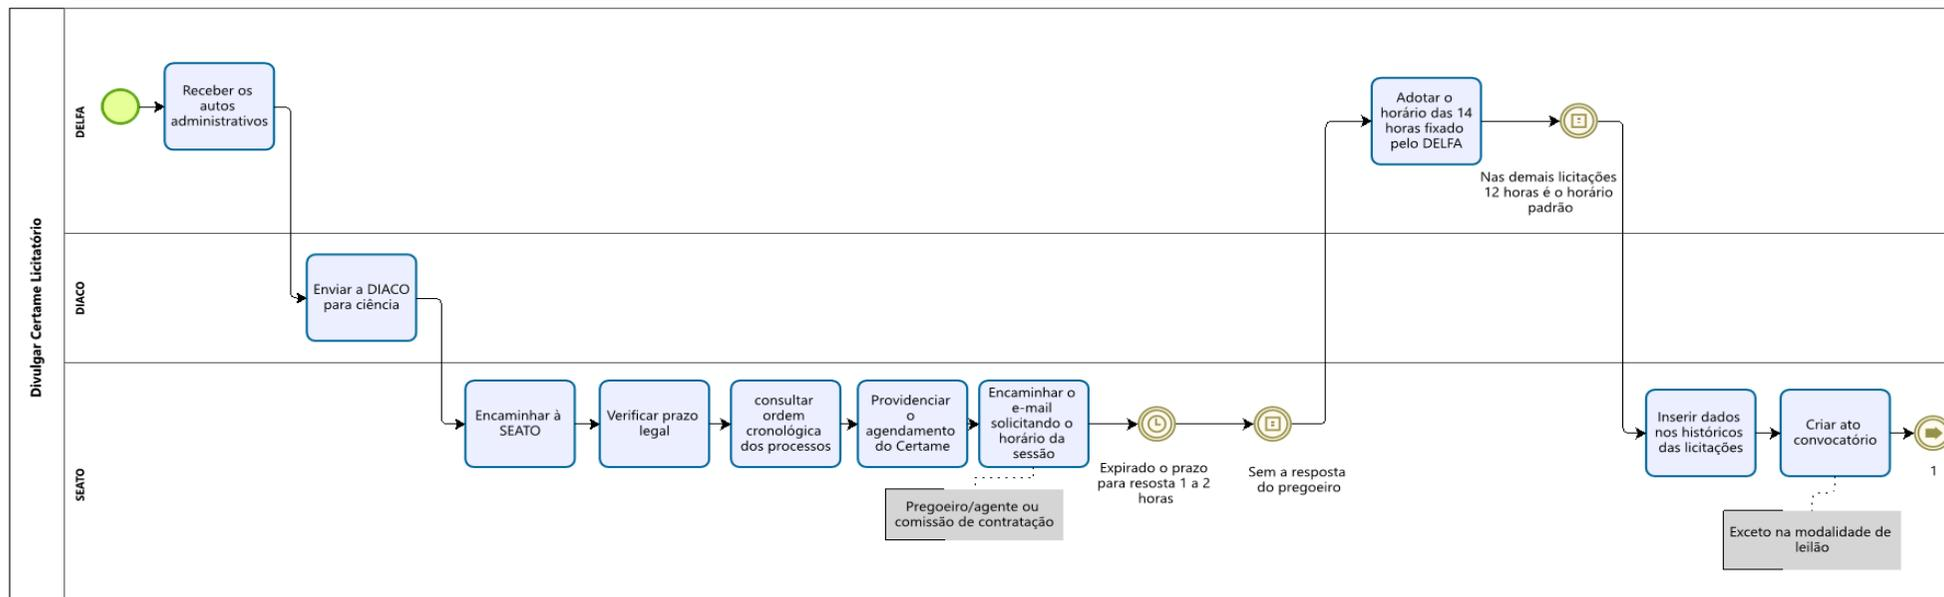 Divulgar Certame Licitatório
DELFA
Receber os
autos
administrativos
Adotar o
horário das 14
horas fixado
pelo DELFA
Nas demais licitações
12 horas é o horário
padrão
DIACO
Enviar a DIACO
para ciência
SEATO
Encaminhar à
SEATO
Verificar prazo
legal
consultar
ordem
cronológica
dos processos
Providenciar
o
agendamento
do Certame
Encaminhar o
e-mail
solicitando o
horário da
sessão
Pregoeiro/agente ou
comissão de contratação
Expirado o prazo
para resosta 1 a 2
horas
Sem a resposta
do pregoeiro
Inserir dados
nos históricos
das licitações
Criar ato
convocatório
1
Exceto na modalidade de
leilão